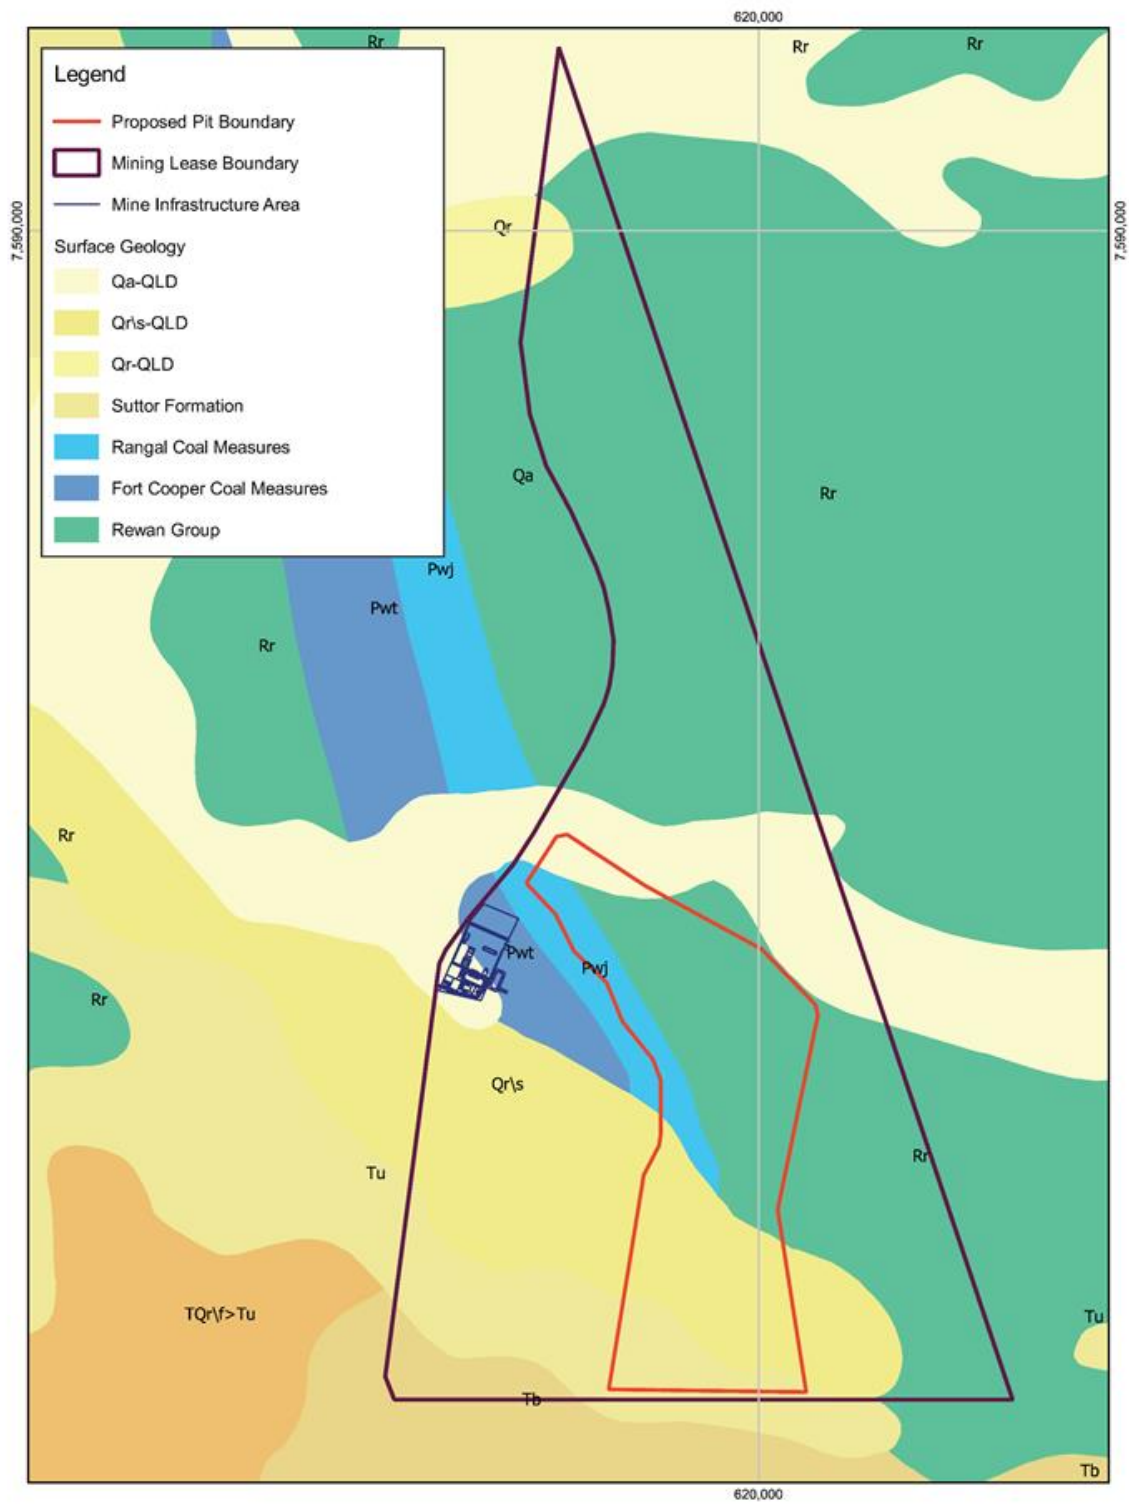 620,000
Rr
Rr
Rr
Legend
Proposed Pit Boundary
Mining Lease Boundary
Mine Infrastructure Area
7,590,000
7,590,000
Qr
Surface Geology
Qa-QLD
Qr\s-QLD
Qr-QLD
Suttor Formation
Rangal Coal Measures
Fort Cooper Coal Measures
Rewan Group
Qa
Rr
Pwj
Pwt
Rr
Rr
Pwt
Pwj
Rr
Qr\s
Rr
Tu
TQr\f>Tu
Tu
Tb
Tb
620,000